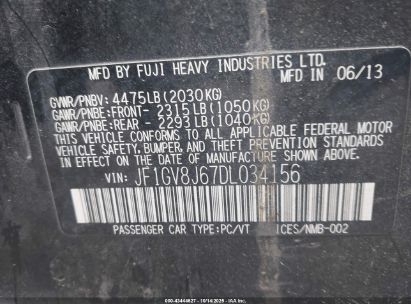 MFD BY FUJI HEAVY INDUSTRIES LTD.
MFD IN 06/13
GVWR/PNBV: 4475LB(2030KG)
GAWR/PNBE:FRONT- 2315LB(1050KG)
GAWR/PNBE:REAR - 2293LB(1040KG)
THIS VEHICLE CONFORMS TO ALL APPLICABLE FEDERAL MOTOR
VEHICLE SAFETY, BUMPER, AND THEFT PREVENTION STANDARDS
IN EFFECT ON THE DATE OF MANUFACTURE SHOWN ABOVE.
VIN: JF1GV8J67DL034156
PASSENGER CAR TYPE:PC/VT ICES/NMB-002